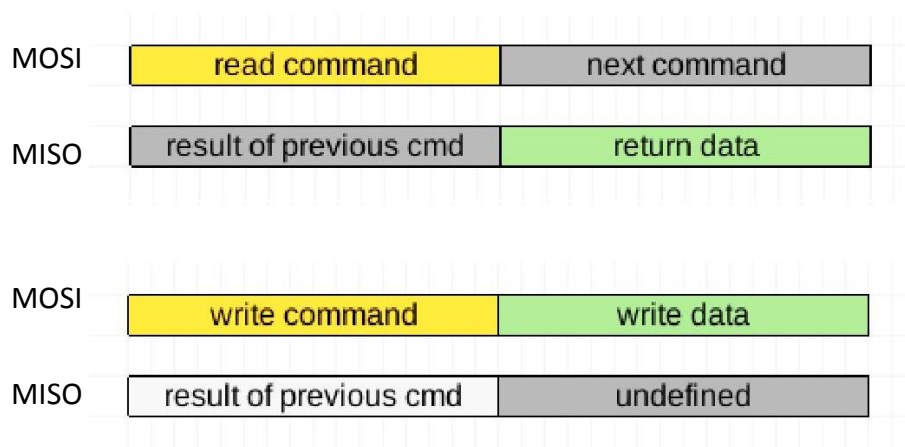 MOSI read command next command
MISO result of previous cmd return data
MOSI write command write data
MISO result of previous cmd undefined